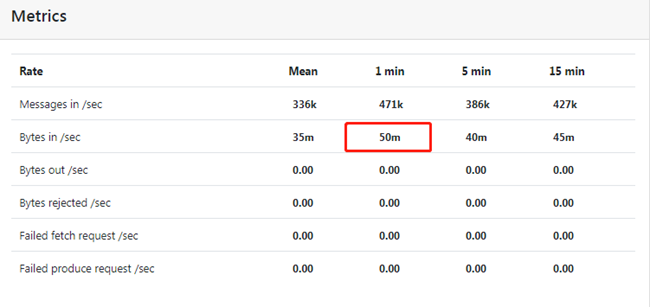 Metrics
Rate Mean 1 min 5 min 15 min
Messages in /sec 336k 471k 386k 427k
Bytes in /sec 35m 50m 40m 45m
Bytes out /sec 0.00 0.00 0.00 0.00
Bytes rejected /sec 0.00 0.00 0.00 0.00
Failed fetch request /sec 0.00 0.00 0.00 0.00
Failed produce request /sec 0.00 0.00 0.00 0.00